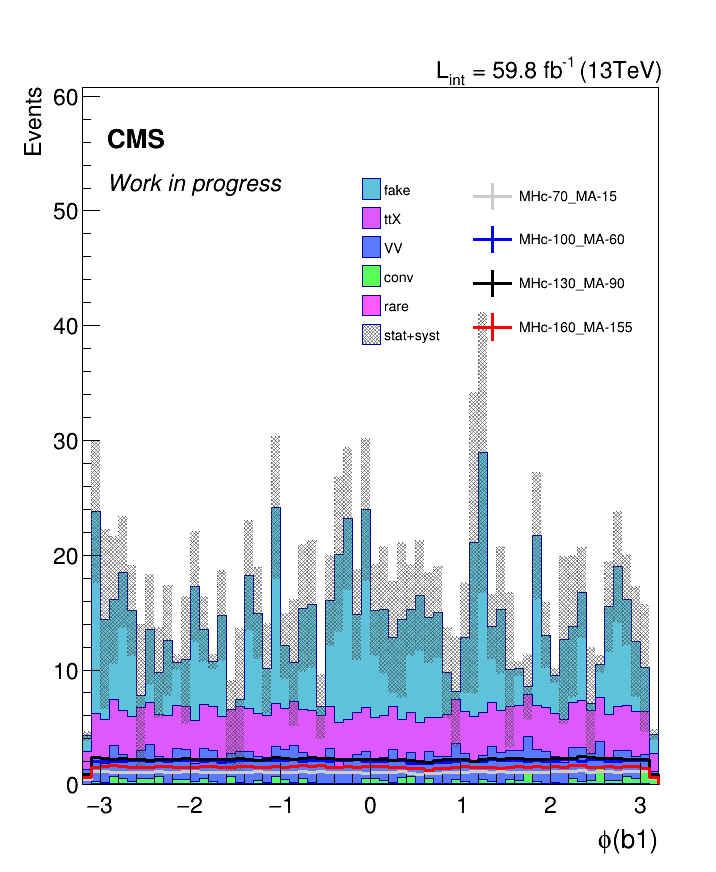 L_int = 59.8 fb^-1 (13TeV)
Events
60
CMS
Work in progress
fake
ttX
VV
conv
rare
stat+syst
MHc-70_MA-15
MHc-100_MA-60
MHc-130_MA-90
MHc-160_MA-155
50
40
30
20
10
0
−3 −2 −1 0 1 2 3
ϕ(b1)